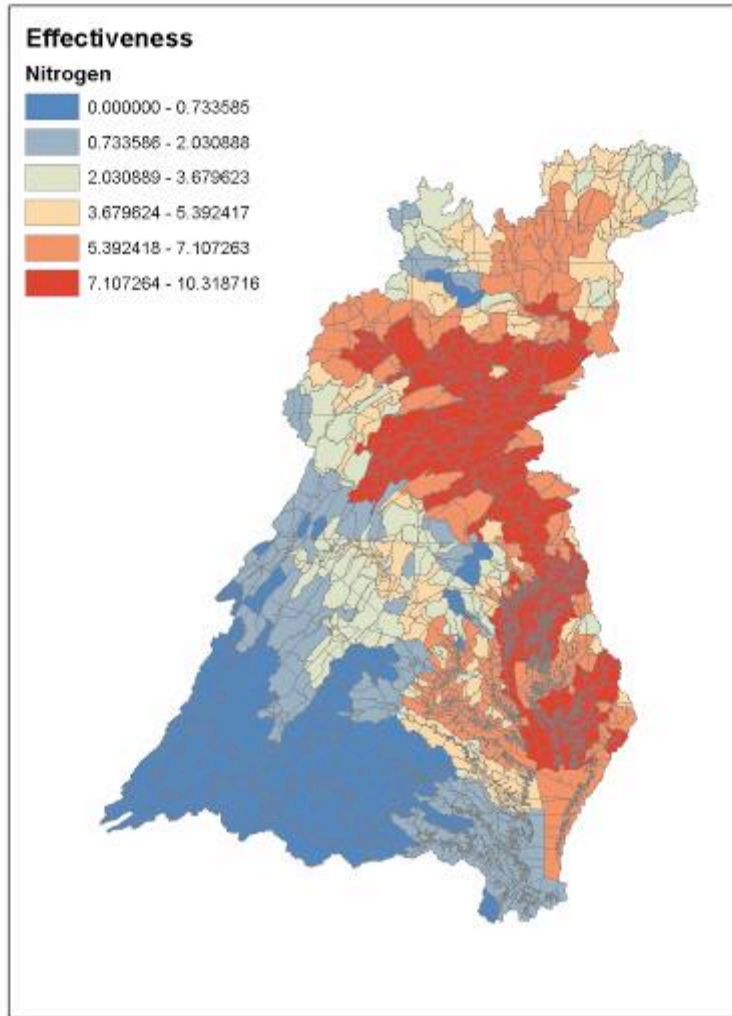 Effectiveness
Nitrogen
0.000000 - 0.733585
0.733586 - 2.030888
2.030889 - 3.679623
3.679624 - 5.392417
5.392418 - 7.107263
7.107264 - 10.318716